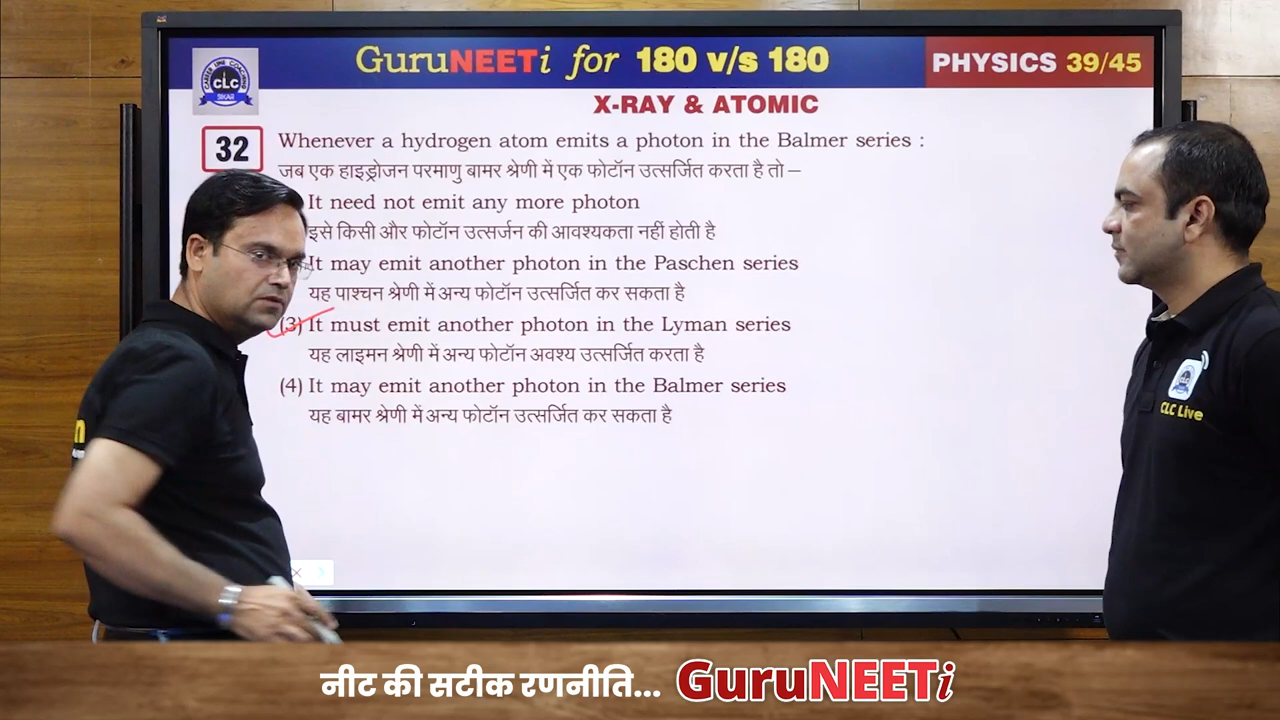 GuruNEETi for 180 v/s 180
PHYSICS 39/45
CAREER LINE COACHING
CLC
SIKAR
X-RAY & ATOMIC
32
Whenever a hydrogen atom emits a photon in the Balmer series :
जब एक हाइड्रोजन परमाणु बामर श्रेणी में एक फोटॉन उत्सर्जित करता है तो –
It need not emit any more photon
इसे किसी और फोटॉन उत्सर्जन की आवश्यकता नहीं होती है
It may emit another photon in the Paschen series
यह पाश्चन श्रेणी में अन्य फोटॉन उत्सर्जित कर सकता है
(3) It must emit another photon in the Lyman series
यह लाइमन श्रेणी में अन्य फोटॉन अवश्य उत्सर्जित करता है
(4) It may emit another photon in the Balmer series
यह बामर श्रेणी में अन्य फोटॉन उत्सर्जित कर सकता है
CLC Live
नीट की सटीक रणनीति... GuruNEETi